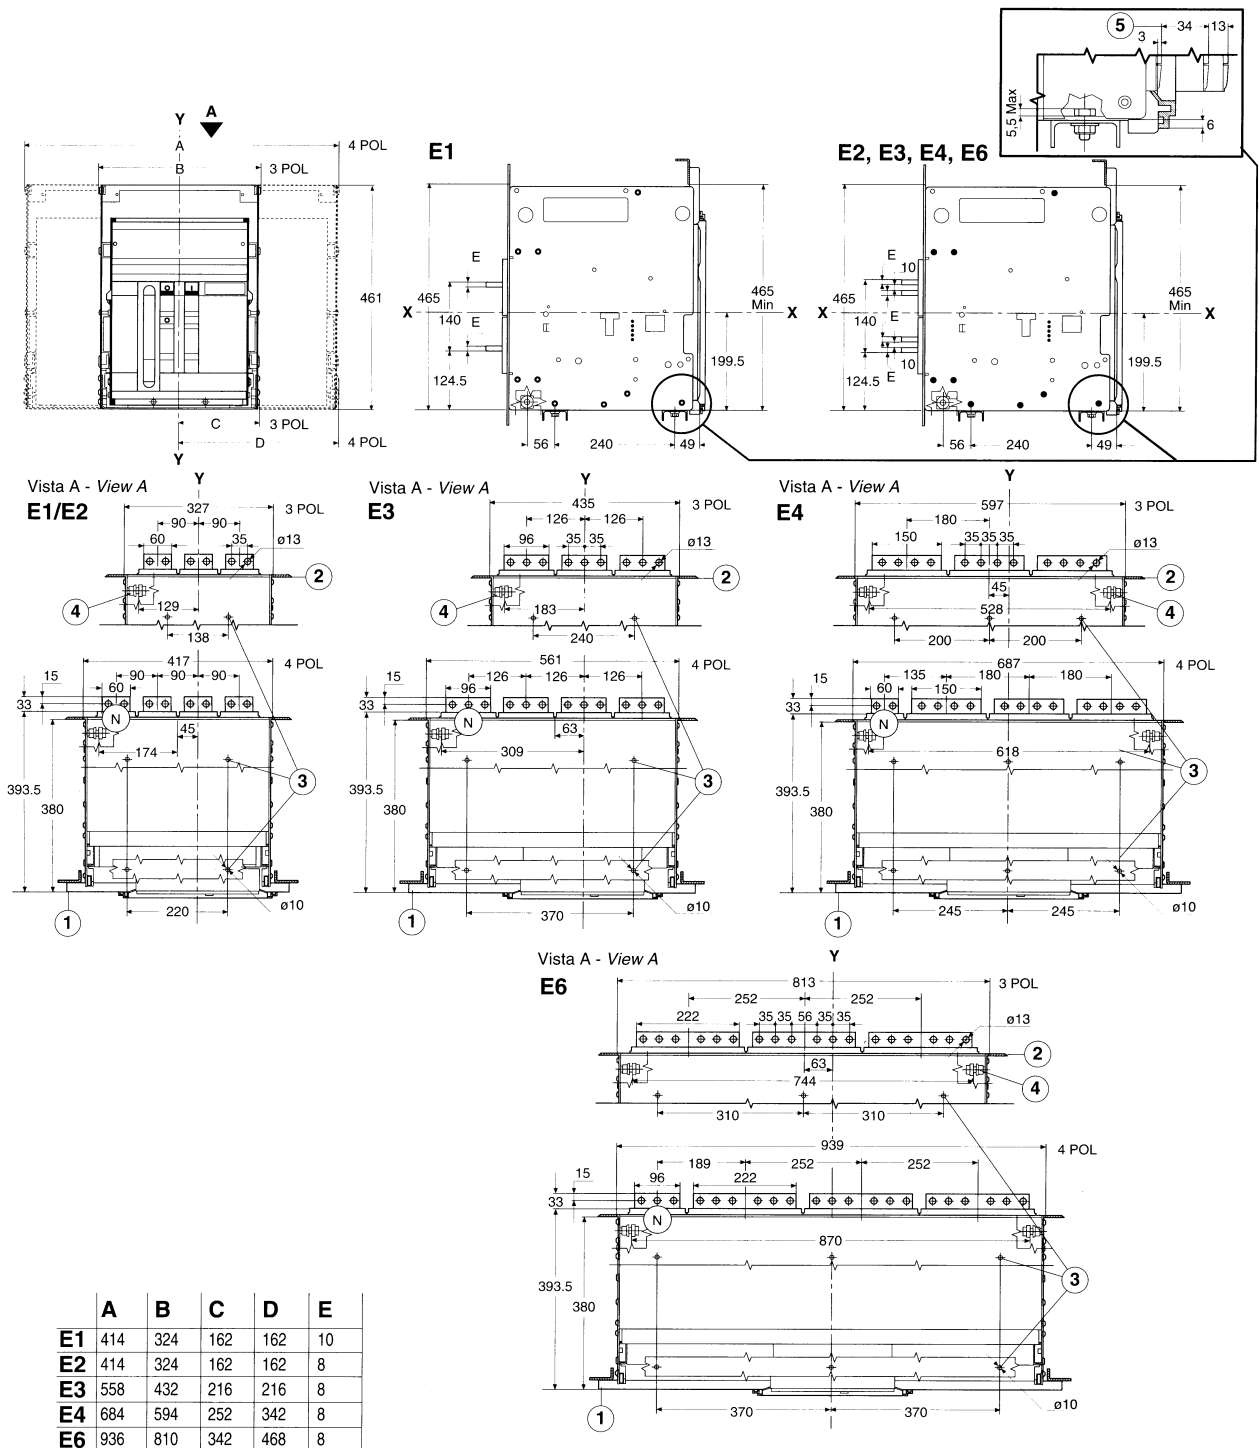 5 34 13
3
5,5 Max
6
Y A
A 4 POL
B 3 POL
461
C 3 POL
D 4 POL
Y
E1
E
X 465
140
E
124.5
465 Min X
199.5
56 240 49
E2, E3, E4, E6
E
10
X 465
140
E
10
E
124.5
465 Min X
199.5
56 240 49
Vista A - View A
E1/E2
Y
327 3 POL
90 90
60 35 ø13
2
4
129
138
417 4 POL
15
90 90 90
60
33
N
45
174
3
393.5
380
ø10
220
1
Vista A - View A
E3
Y
435 3 POL
126 126
96 35 35 ø13
2
4
183
240
561 4 POL
15
126 126 126
96
33
N
63
309
3
393.5
380
ø10
370
1
Vista A - View A
E4
Y
597 3 POL
180
150 35 35 35 ø13
2
45
4
528
200 200
687 4 POL
15
135 180 180
60 150
33
N
618
3
393.5
380
ø10
245 245
1
Vista A - View A
E6
Y
813 3 POL
252 252
222 35 35 56 35 35 ø13
2
63
744
4
310 310
939 4 POL
189 252 252
15
96 222
33
N
870
3
393.5
380
ø10
370 370
1
A B C D E
E1 414 324 162 162 10
E2 414 324 162 162 8
E3 558 432 216 216 8
E4 684 594 252 342 8
E6 936 810 342 468 8